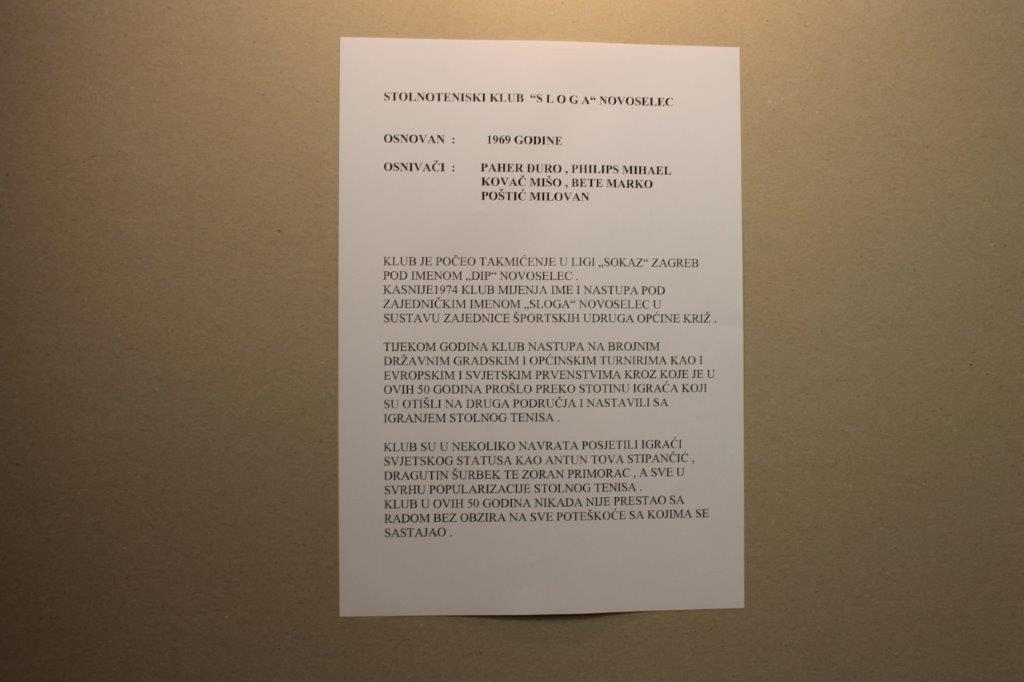 STOLNOTENISKI KLUB “S L O G A“ NOVOSELEC
OSNOVAN : 1969 GODINE
OSNIVAČI : PAHER ĐURO , PHILIPS MIHAEL
KOVAČ MIŠO , BETE MARKO
POŠTIĆ MILOVAN
KLUB JE POČEO TAKMIĆENJE U LIGI „SOKAZ“ ZAGREB
POD IMENOM „DIP“ NOVOSELEC .
KASNIJE1974 KLUB MIJENJA IME I NASTUPA POD
ZAJEDNIČKIM IMENOM „SLOGA“ NOVOSELEC U
SUSTAVU ZAJEDNICE ŠPORTSKIH UDRUGA OPĆINE KRIŽ .
TIJEKOM GODINA KLUB NASTUPA NA BROJNIM
DRŽAVNIM GRADSKIM I OPĆINSKIM TURNIRIMA KAO I
EVROPSKIM I SVJETSKIM PRVENSTVIMA KROZ KOJE JE U
OVIH 50 GODINA PROŠLO PREKO STOTINU IGRAĆA KOJI
SU OTIŠLI NA DRUGA PODRUČJA I NASTAVILI SA
IGRANJEM STOLNOG TENISA .
KLUB SU U NEKOLIKO NAVRATA POSJETILI IGRAĆI
SVJETSKOG STATUSA KAO ANTUN TOVA STIPANČIĆ ,
DRAGUTIN ŠURBEK TE ZORAN PRIMORAC , A SVE U
SVRHU POPULARIZACIJE STOLNOG TENISA .
KLUB U OVIH 50 GODINA NIKADA NIJE PRESTAO SA
RADOM BEZ OBZIRA NA SVE POTEŠKOĆE SA KOJIMA SE
SASTAJAO .